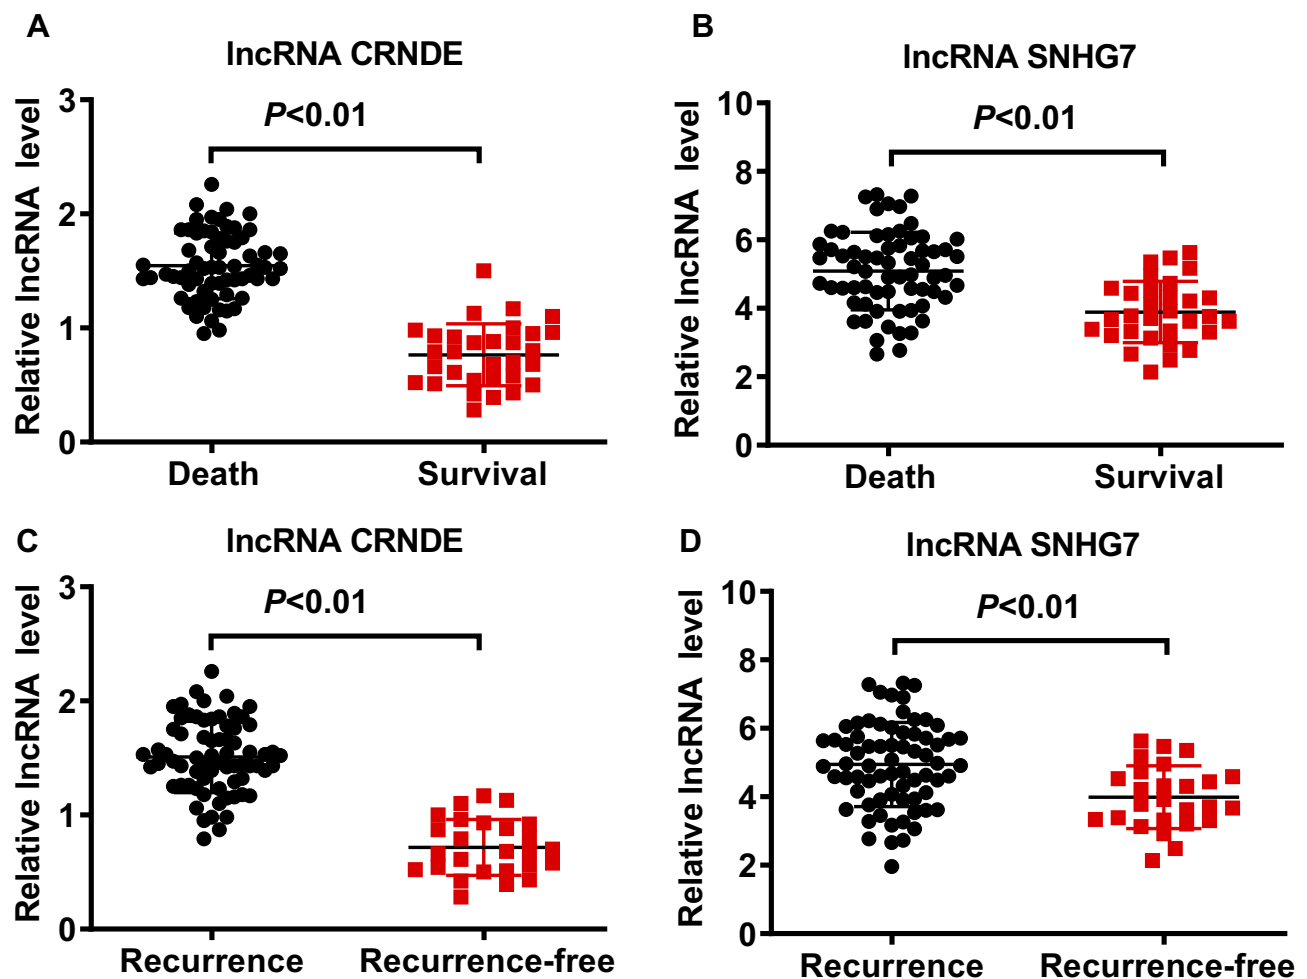 A
lncRNA CRNDE
P<0.01
Relative lncRNA level
3
2
1
0
Death
Survival
B
lncRNA SNHG7
P<0.01
Relative lncRNA level
10
8
6
4
2
0
Death
Survival
C
lncRNA CRNDE
P<0.01
Relative lncRNA level
3
2
1
0
Recurrence
Recurrence-free
D
lncRNA SNHG7
P<0.01
Relative lncRNA level
10
8
6
4
2
0
Recurrence
Recurrence-free